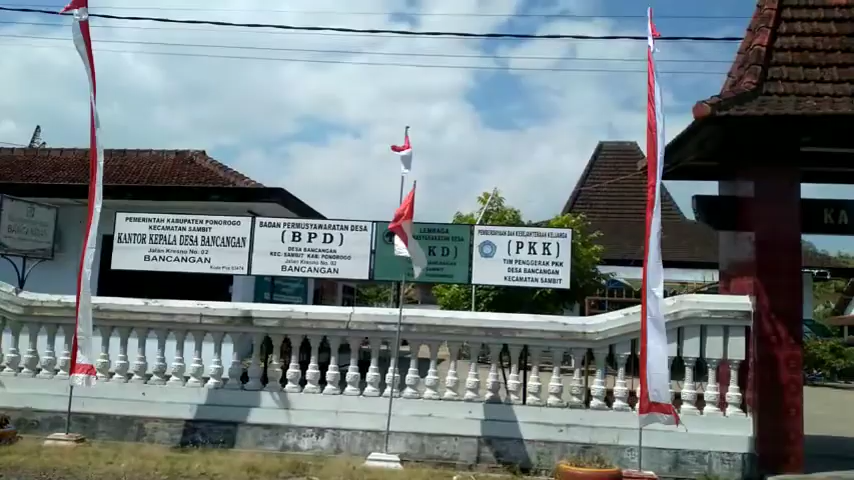 PEMERINTAH KABUPATEN PONOROGO
KECAMATAN SAMBIT
KANTOR KEPALA DESA BANCANGAN
Jalan Kresno No. 02
BANCANGAN
BADAN PERMUSYAWARATAN DESA
(BPD)
DESA BANCANGAN
KEC. SAMBIT KAB. PONOROGO
Jalan Kresno No. 02
BANCANGAN
LEMBAGA
KD)
PEMBERDAYAAN DAN KESEJAHTERAAN KELUARGA
(PKK)
TIM PENGGERAK PKK
DESA BANCANGAN
KECAMATAN SAMBIT
KA